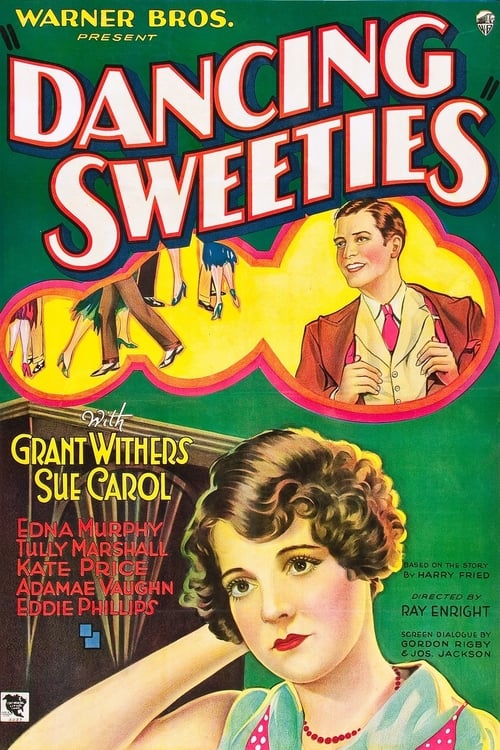 WARNER BROS.
PRESENT
"DANCING
SWEETIES"
With
GRANT WITHERS
SUE CAROL
EDNA MURPHY
TULLY MARSHALL
KATE PRICE
ADAMAE VAUGHN
EDDIE PHILLIPS
BASED ON THE STORY
BY HARRY FRIED
DIRECTED BY
RAY ENRIGHT
SCREEN DIALOGUE BY
GORDON RIGBY
& JOS. JACKSON